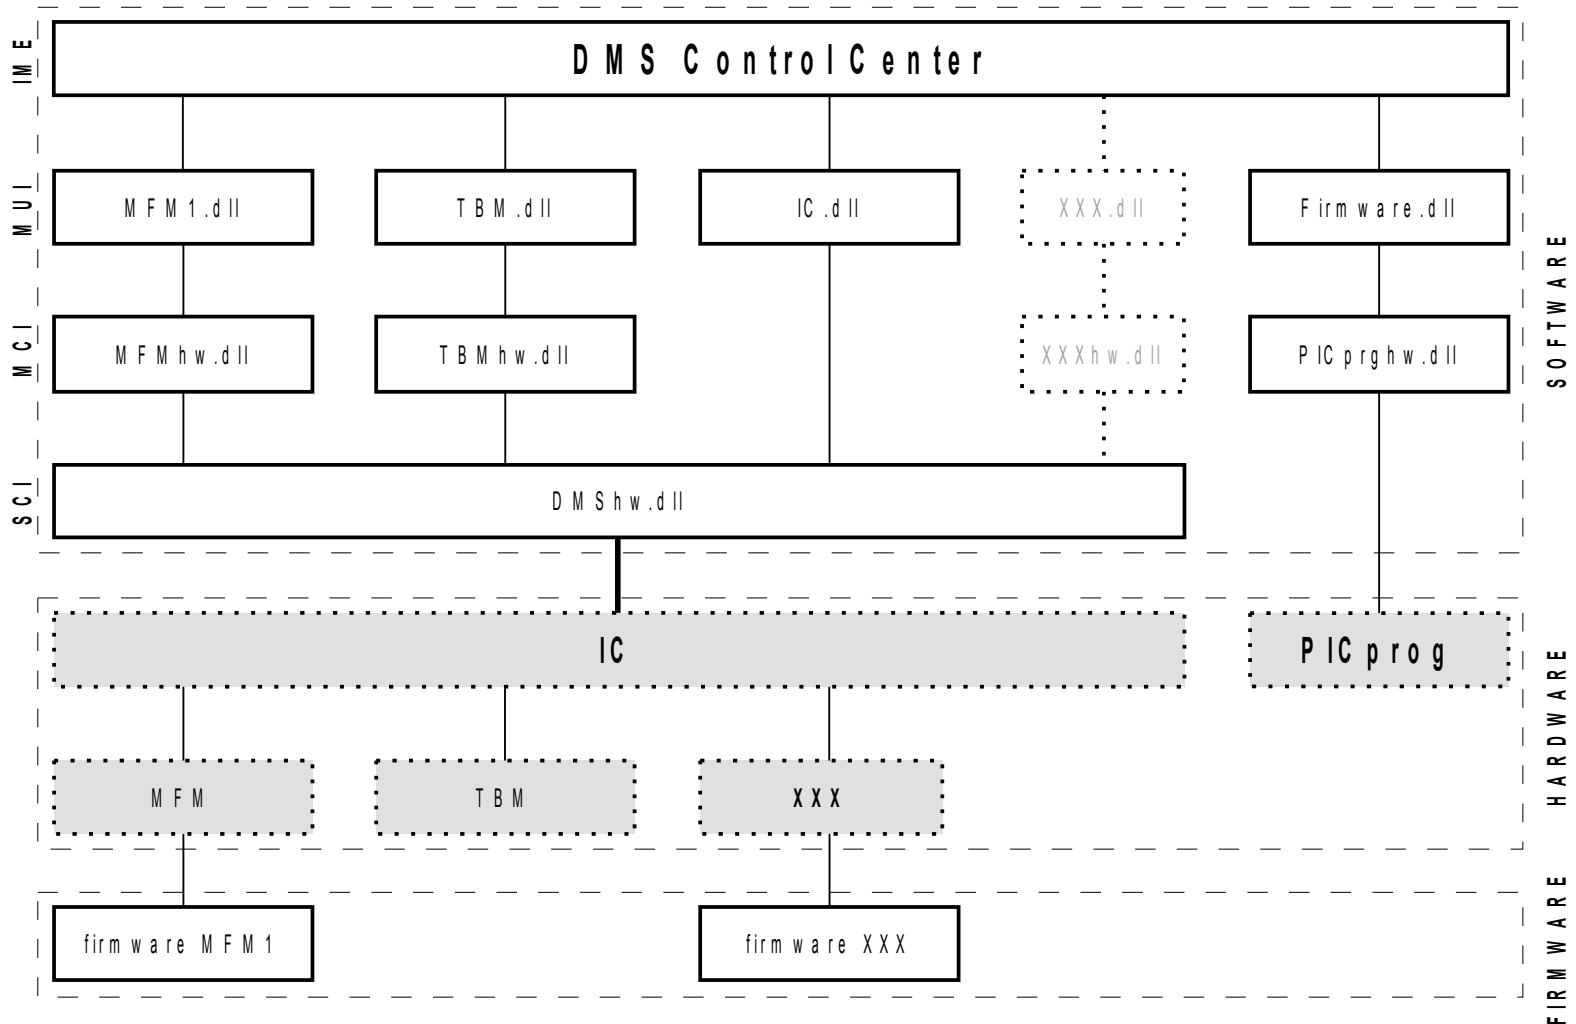 DMS ControlCenter
IME
MFM1.dll
TBM.dll
IC.dll
XXX.dll
Firmware.dll
MUI
MFMhw.dll
TBMhw.dll
XXXhw.dll
PICprghw.dll
MCI
SOFTWARE
DMShw.dll
SCI
IC
PICprog
HARDWARE
MFM
TBM
XXX
firmware MFM1
firmware XXX
FIRMWARE